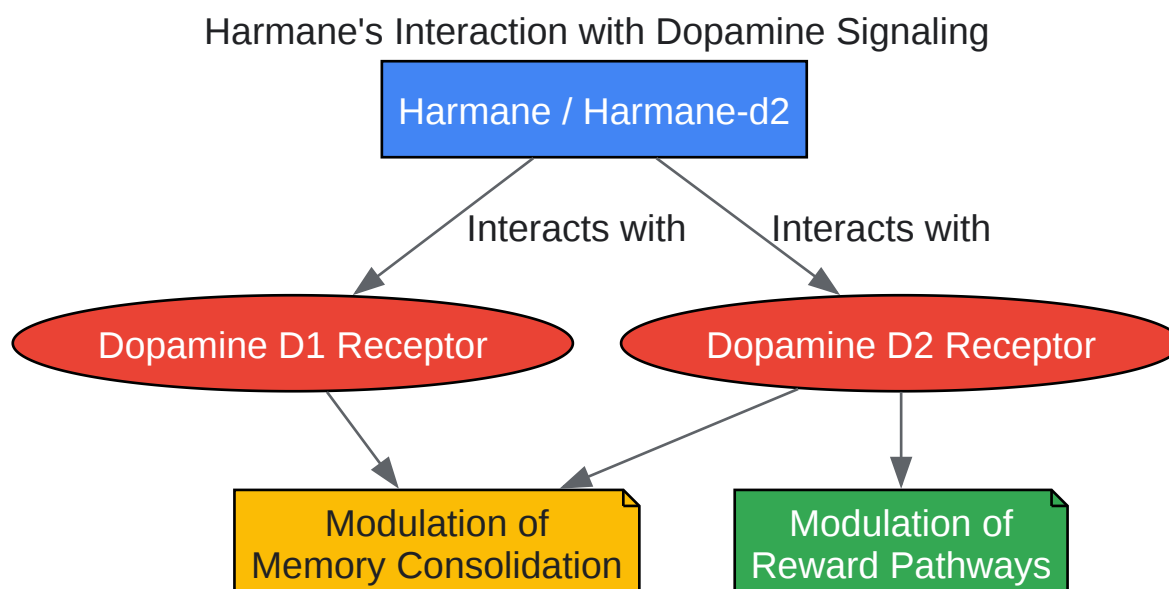 Harmane's Interaction with Dopamine Signaling
Harmane / Harmane-d2
Interacts with
Interacts with
Dopamine D1 Receptor
Dopamine D2 Receptor
Modulation of
Memory Consolidation
Modulation of
Reward Pathways